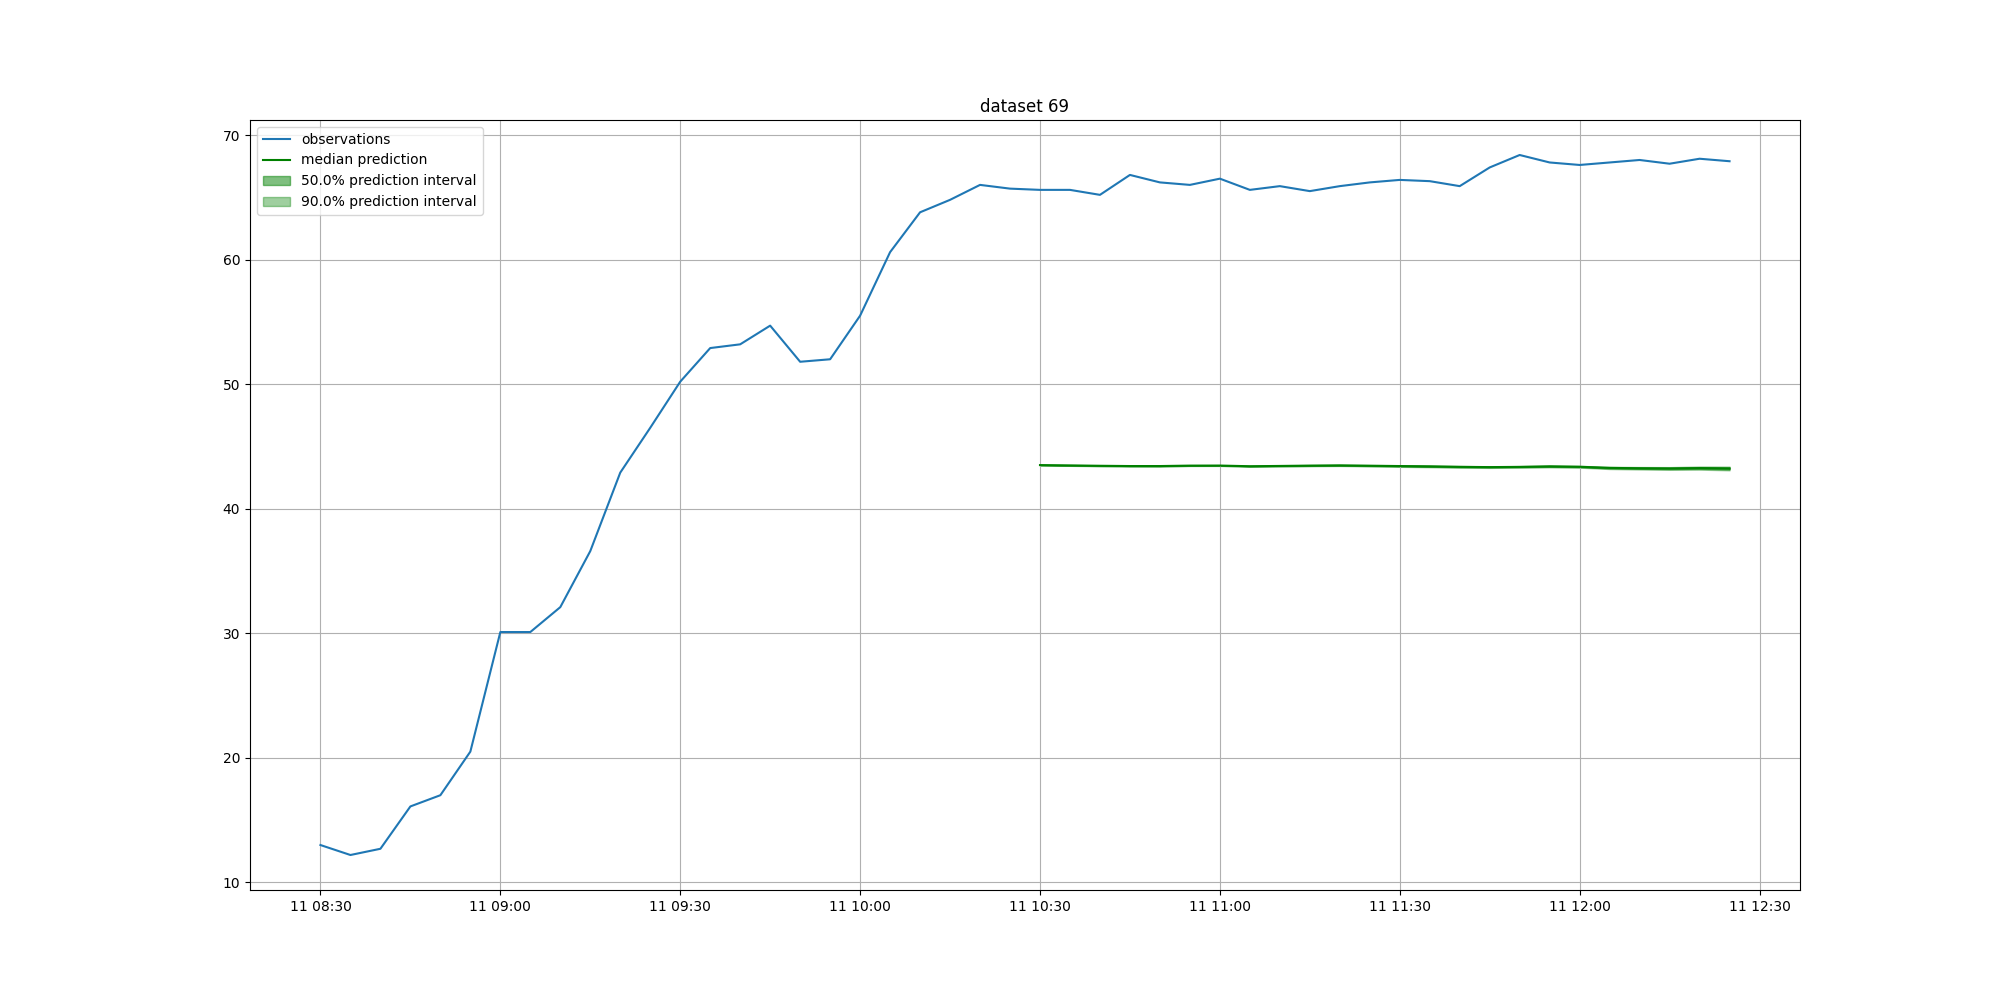 dataset 69
observations
median prediction
50.0% prediction interval
90.0% prediction interval
70
60
50
40
30
20
10
11 08:30 11 09:00 11 09:30 11 10:00 11 10:30 11 11:00 11 11:30 11 12:00 11 12:30